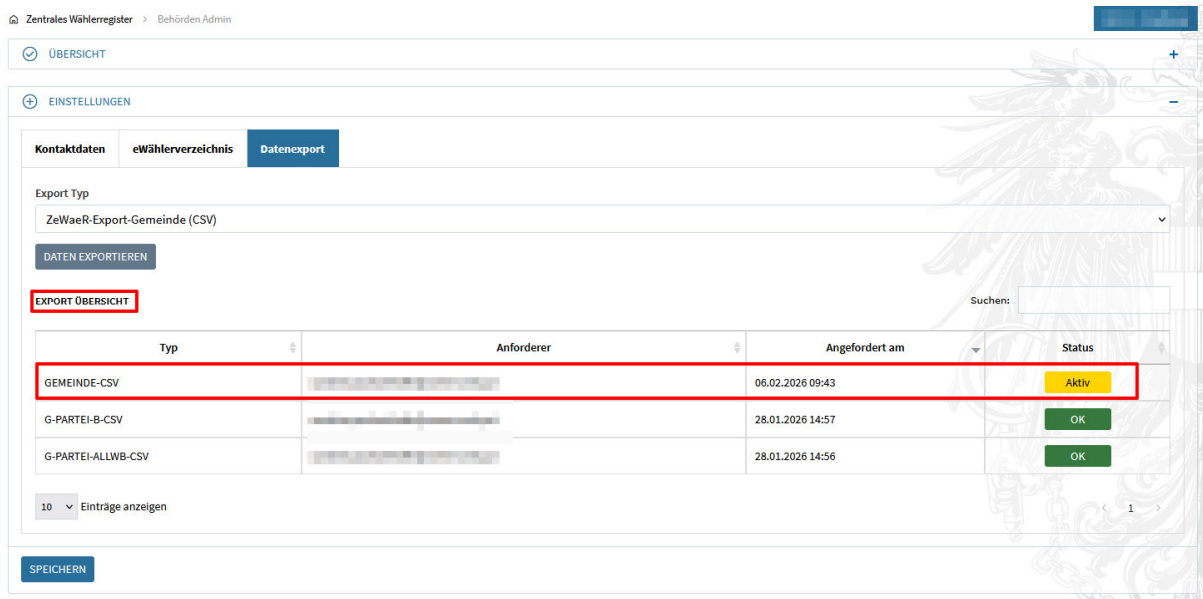 Zentrales Wählerregister > Behörden Admin
ÜBERSICHT
EINSTELLUNGEN
Kontaktdaten eWählerverzeichnis Datenexport
Export Typ
ZeWaeR-Export-Gemeinde (CSV)
DATEN EXPORTIEREN
EXPORT ÜBERSICHT Suchen:
Typ Anforderer Angefordert am Status
GEMEINDE-CSV 06.02.2026 09:43 Aktiv
G-PARTEI-B-CSV 28.01.2026 14:57 OK
G-PARTEI-ALLWB-CSV 28.01.2026 14:56 OK
10 Einträge anzeigen < 1 >
SPEICHERN